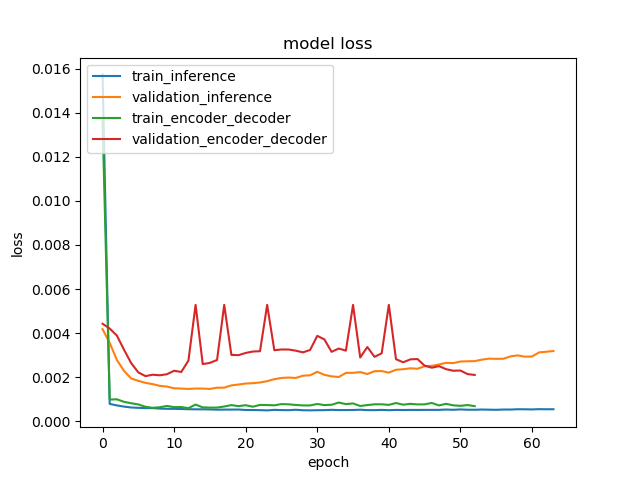 model loss
train_inference
validation_inference
train_encoder_decoder
validation_encoder_decoder
loss
0.016
0.014
0.012
0.010
0.008
0.006
0.004
0.002
0.000
0 10 20 30 40 50 60
epoch